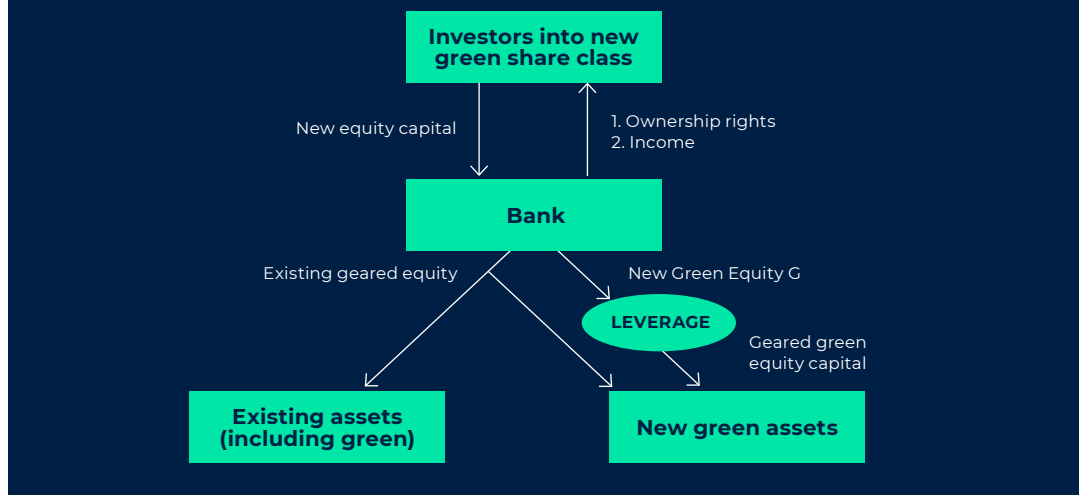 Investors into new
green share class
New equity capital
1. Ownership rights
2. Income
Bank
Existing geared equity
New Green Equity G
LEVERAGE
Geared green
equity capital
Existing assets
(including green)
New green assets